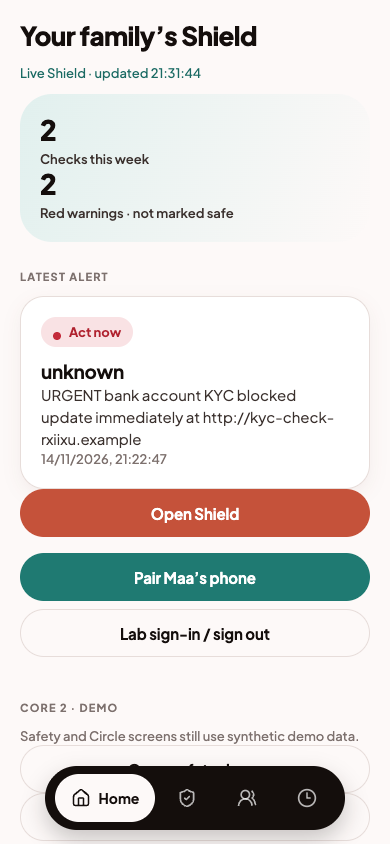 Your family’s Shield
Live Shield · updated 21:31:44
2
Checks this week
2
Red warnings · not marked safe
LATEST ALERT
Act now
unknown
URGENT bank account KYC blocked
update immediately at http://kyc-check-
rxiixu.example
14/11/2026, 21:22:47
Open Shield
Pair Maa’s phone
Lab sign-in / sign out
CORE 2 · DEMO
Safety and Circle screens still use synthetic demo data.
Home